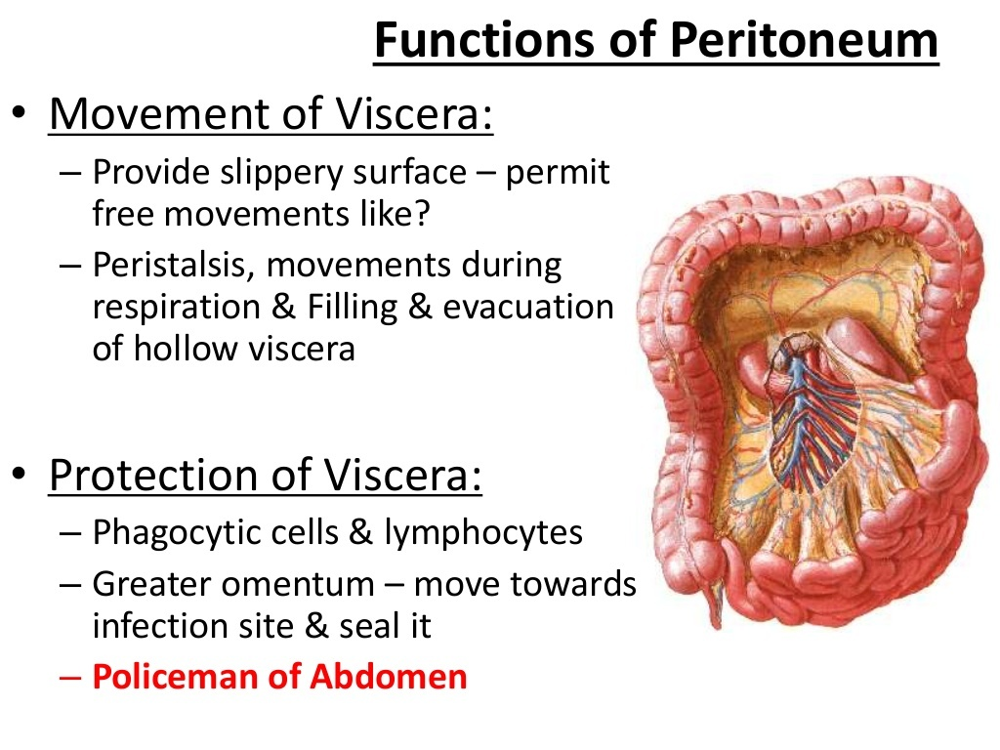 Functions of Peritoneum
• Movement of Viscera:
– Provide slippery surface – permit
free movements like?
– Peristalsis, movements during
respiration & Filling & evacuation
of hollow viscera
• Protection of Viscera:
– Phagocytic cells & lymphocytes
– Greater omentum – move towards
infection site & seal it
– Policeman of Abdomen